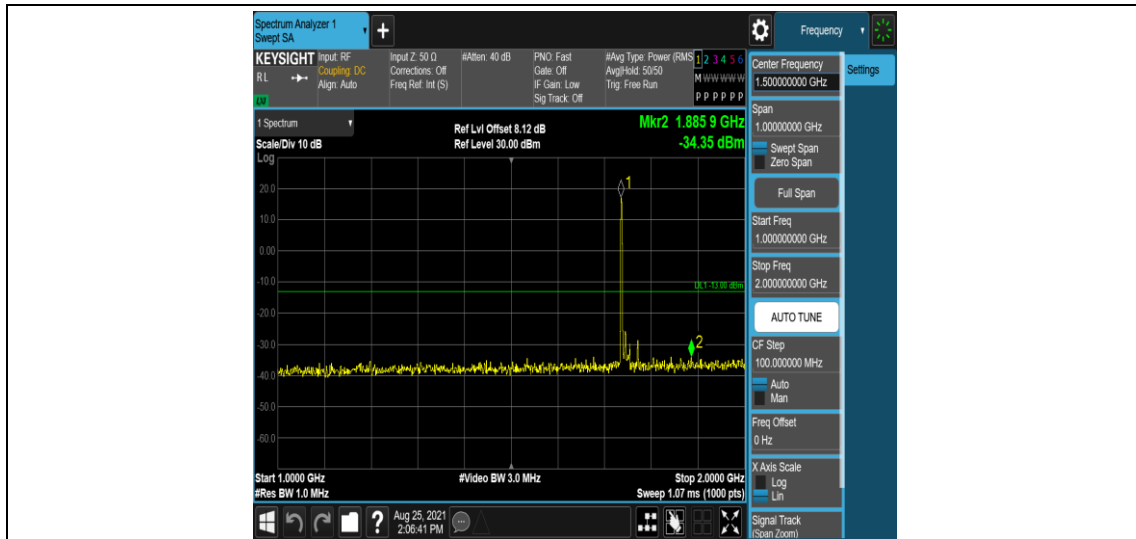 Spectrum Analyzer 1
Swept SA
+
Frequency
KEYSIGHT
RL
LXI
Input: RF
Coupling: DC
Align: Auto
Input Z: 50 Ω
Corrections: Off
Freq Ref: Int (S)
#Atten: 40 dB
PNO: Fast
Gate: Off
IF Gain: Low
Sig Track: Off
#Avg Type: Power (RMS
Avg|Hold: 50/50
Trig: Free Run
1 2 3 4 5 6
M W W W W W
P P P P P P
1 Spectrum
Scale/Div 10 dB
Log
Ref Lvl Offset 8.12 dB
Ref Level 30.00 dBm
Mkr2 1.885 9 GHz
-34.35 dBm
20.0
10.0
0.00
-10.0
-20.0
-30.0
-40.0
-50.0
-60.0
1
DL1 -13.00 dBm
2
Start 1.0000 GHz
#Res BW 1.0 MHz
#Video BW 3.0 MHz
Stop 2.0000 GHz
Sweep 1.07 ms (1000 pts)
?
Aug 25, 2021
2:06:41 PM
Center Frequency
1.500000000 GHz
Span
1.00000000 GHz
Swept Span
Zero Span
Full Span
Start Freq
1.000000000 GHz
Stop Freq
2.000000000 GHz
AUTO TUNE
CF Step
100.000000 MHz
Auto
Man
Freq Offset
0 Hz
X Axis Scale
Log
Lin
Signal Track
(Span Zoom)
Settings